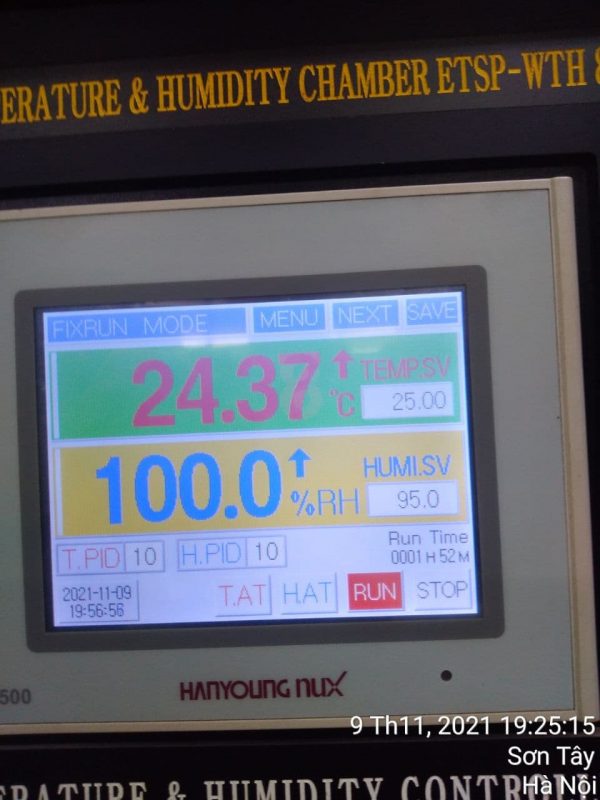 ERATURE & HUMIDITY CHAMBER ETSP-WTH 8
FIXRUN MODE MENU NEXT SAVE
24.37 ↑ °C TEMP.SV
25.00
100.0 ↑ %RH HUMI.SV
95.0
T.PID 10 H.PID 10 Run Time
0001 H 52 M
2021-11-09
19:56:56 T.AT H.AT RUN STOP
500 HANYOUNG NUX
9 Th11, 2021 19:25:15
Sơn Tây
Hà Nội
ERATURE & HUMIDITY CONTROL